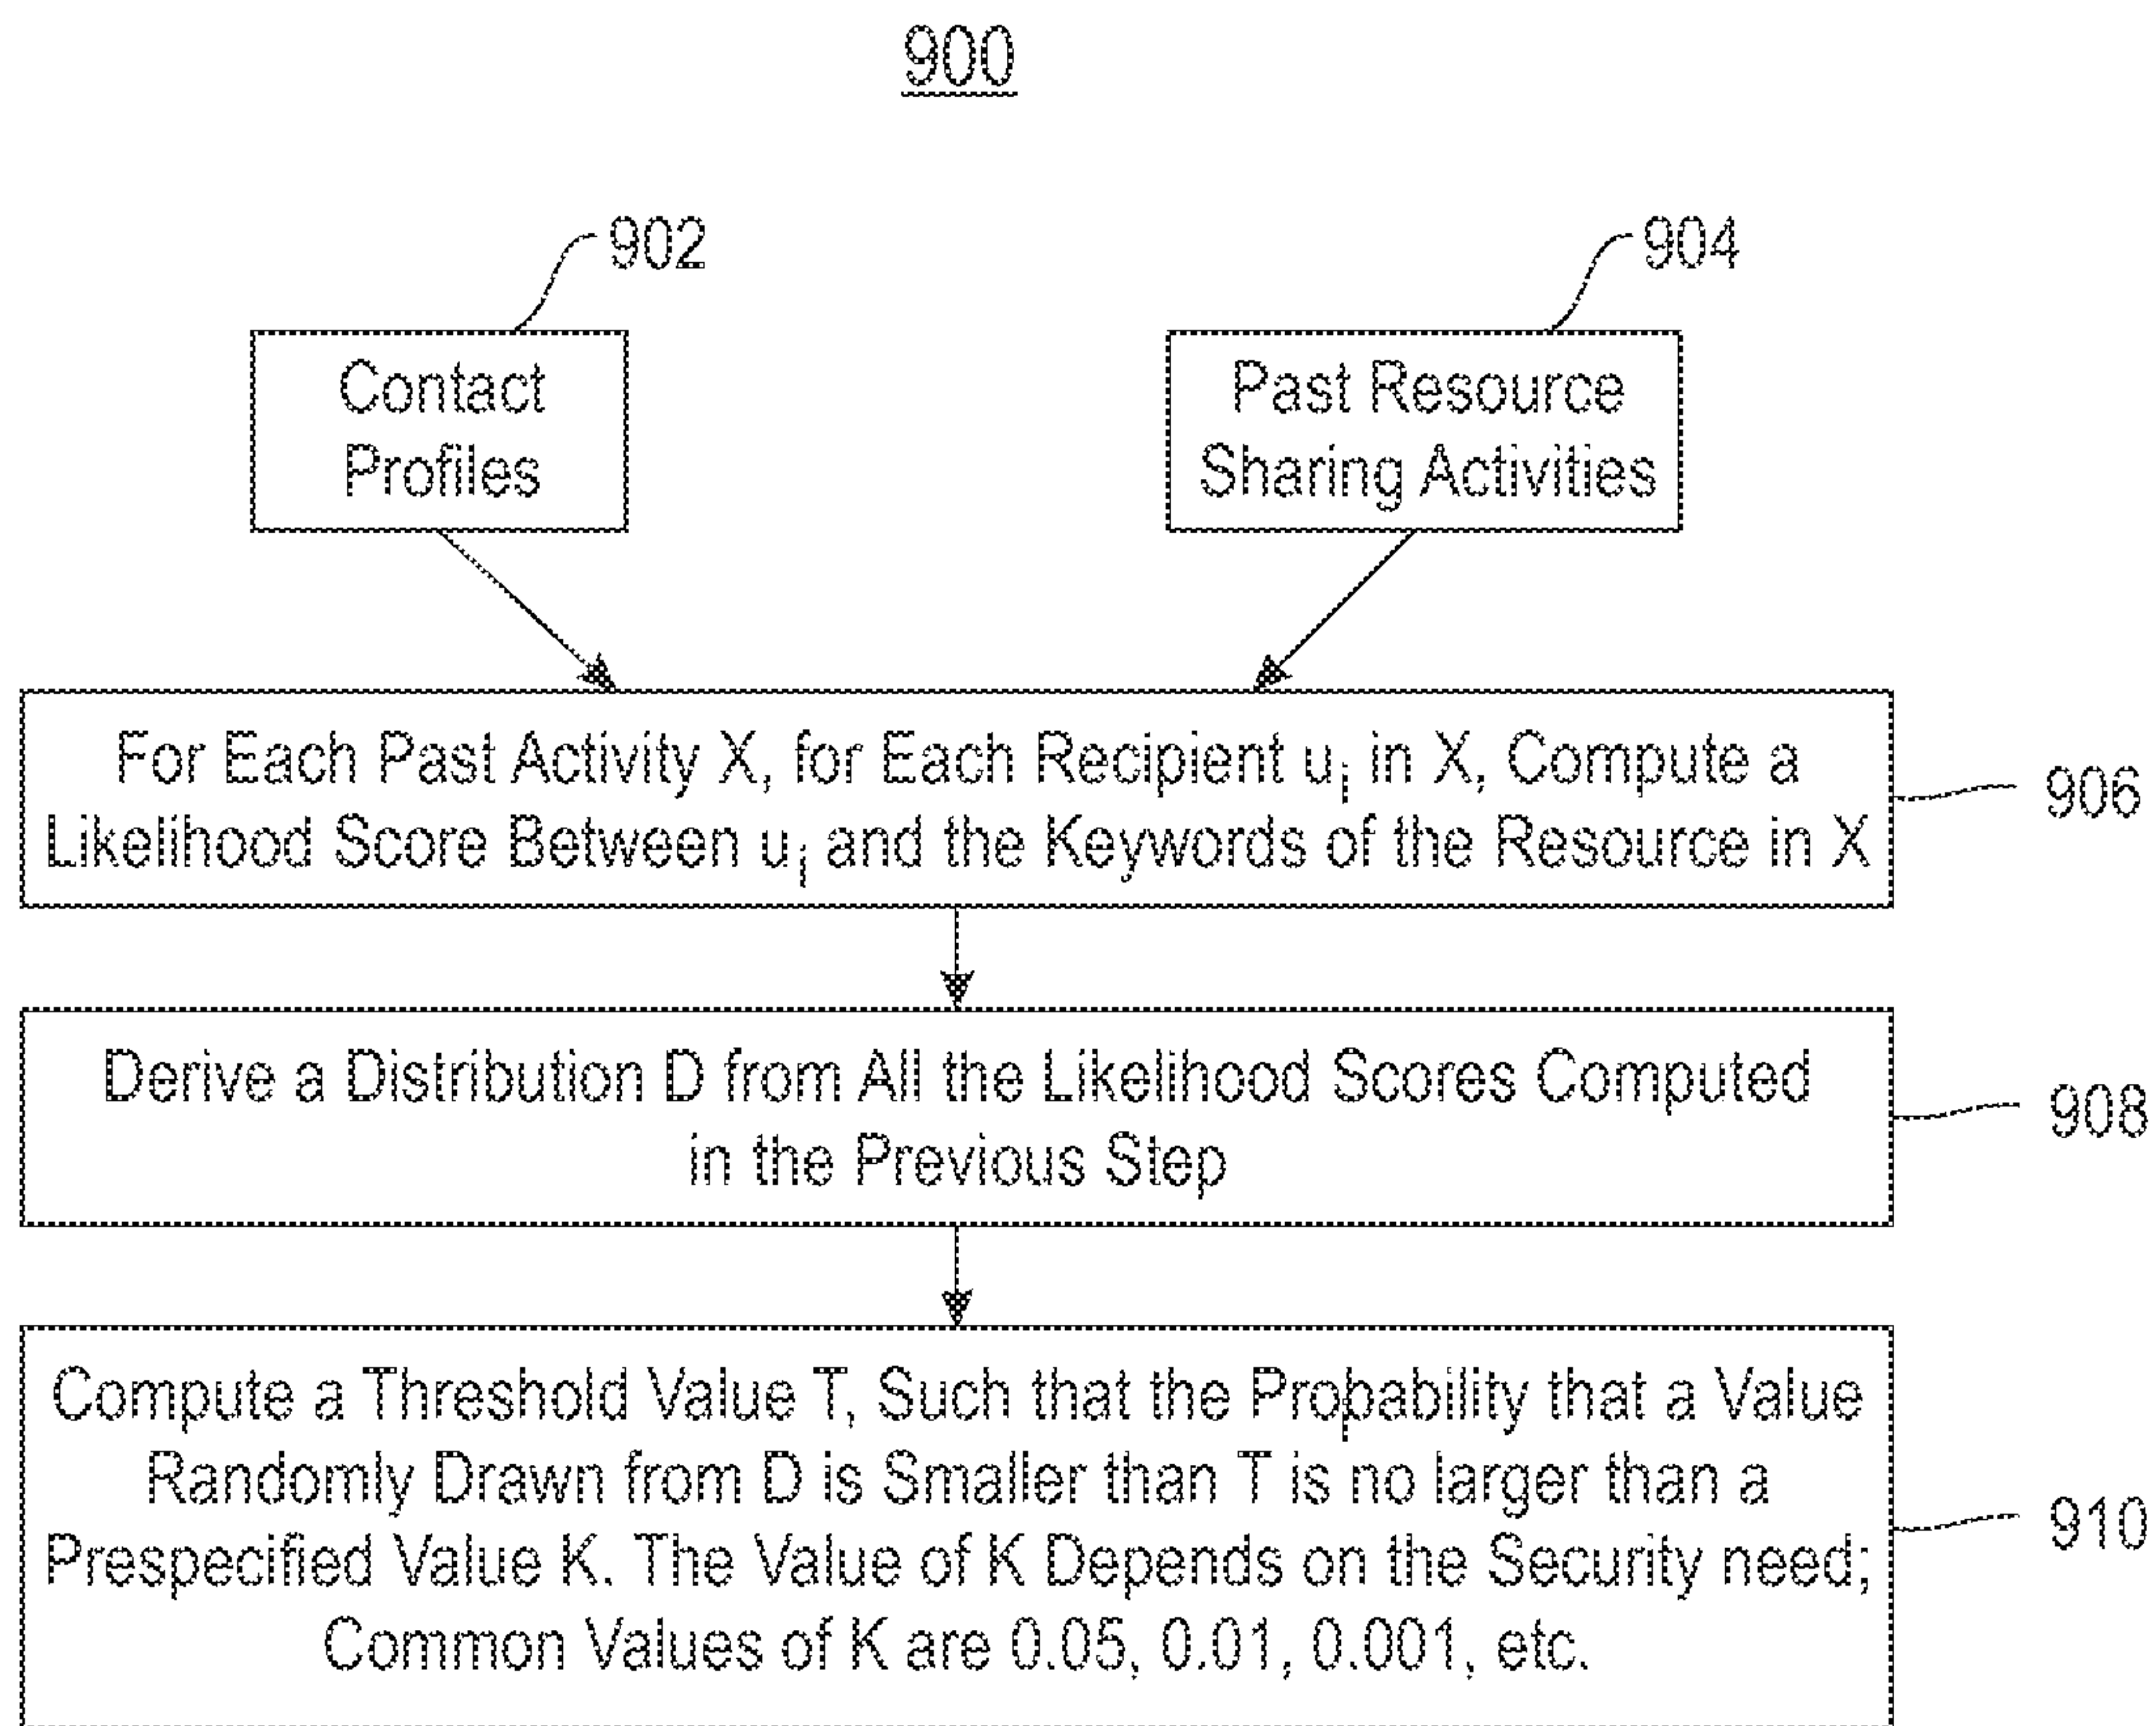 900
902
904
Contact
Profiles
Past Resource
Sharing Activities
For Each Past Activity X, for Each Recipient ui in X, Compute a
Likelihood Score Between ui and the Keywords of the Resource in X
906
Derive a Distribution D from All the Likelihood Scores Computed
in the Previous Step
908
Compute a Threshold Value T, Such that the Probability that a Value
Randomly Drawn from D is Smaller than T is no larger than a
Prespecified Value K. The Value of K Depends on the Security need;
Common Values of K are 0.05, 0.01, 0.001, etc.
910